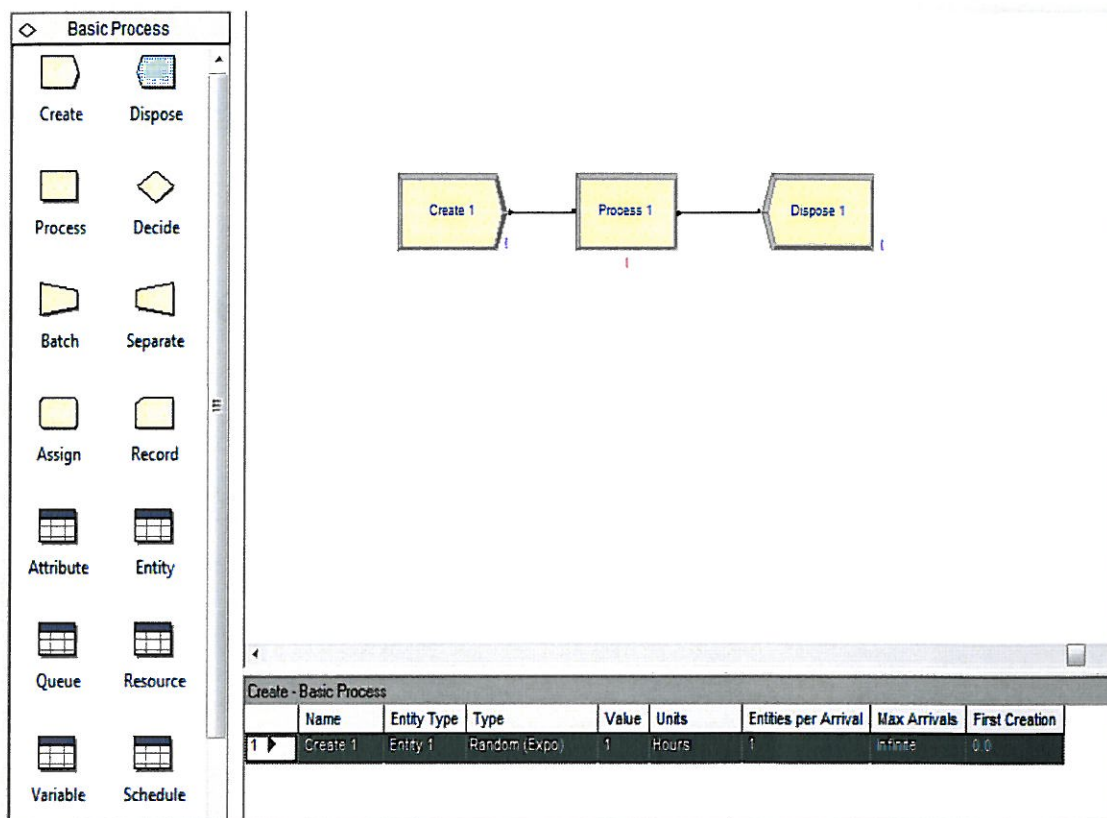 Basic Process
Create Dispose
Process Decide
Batch Separate
Assign Record
Attribute Entity
Queue Resource
Variable Schedule
Create 1 Process 1 Dispose 1
Create - Basic Process
Name Entity Type Type Value Units Entities per Arrival Max Arrivals First Creation
1 Create 1 Entity 1 Random (Expo) 1 Hours 1 Infinite 0.0